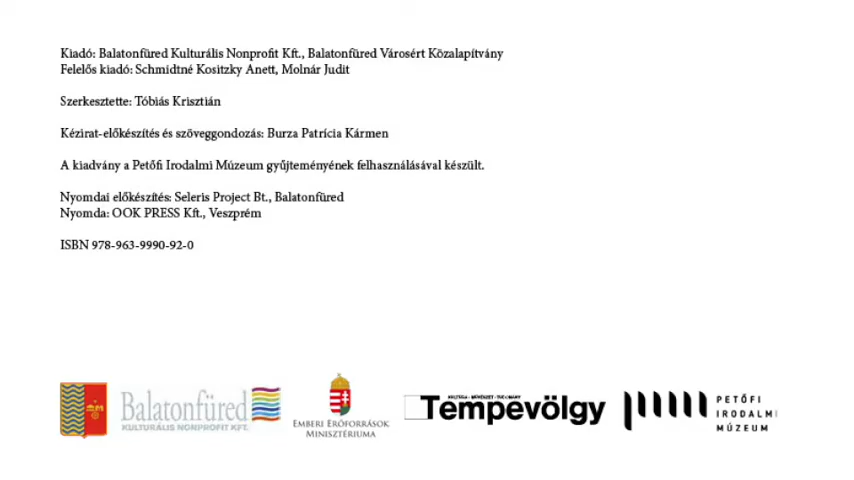 Kiadó: Balatonfüred Kulturális Nonprofit Kft., Balatonfüred Városért Közalapítvány
Felelős kiadó: Schmidtné Kositzky Anett, Molnár Judit
Szerkesztette: Tóbiás Krisztián
Kézirat-előkészítés és szöveggondozás: Burza Patrícia Kármen
A kiadvány a Petőfi Irodalmi Múzeum gyűjteményének felhasználásával készült.
Nyomdai előkészítés: Seleris Project Bt., Balatonfüred
Nyomda: OOK PRESS Kft., Veszprém
ISBN 978-963-9990-92-0
Balatonfüred
KULTURÁLIS NONPROFIT KFT.
EMBERI ERŐFORRÁSOK
MINISZTÉRIUMA
Tempevölgy
PETŐFI
IRODALMI
MÚZEUM